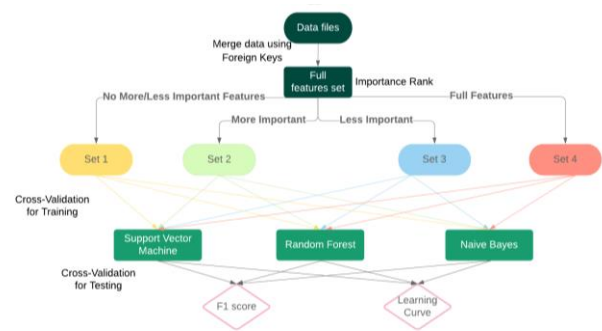 Data files
Merge data using
Foreign Keys
Full
features set
Importance Rank
No More/Less Important Features
Full Features
More Important
Less Important
Set 1
Set 2
Set 3
Set 4
Cross-Validation
for Training
Support Vector
Machine
Random Forest
Naive Bayes
Cross-Validation
for Testing
F1 score
Learning
Curve